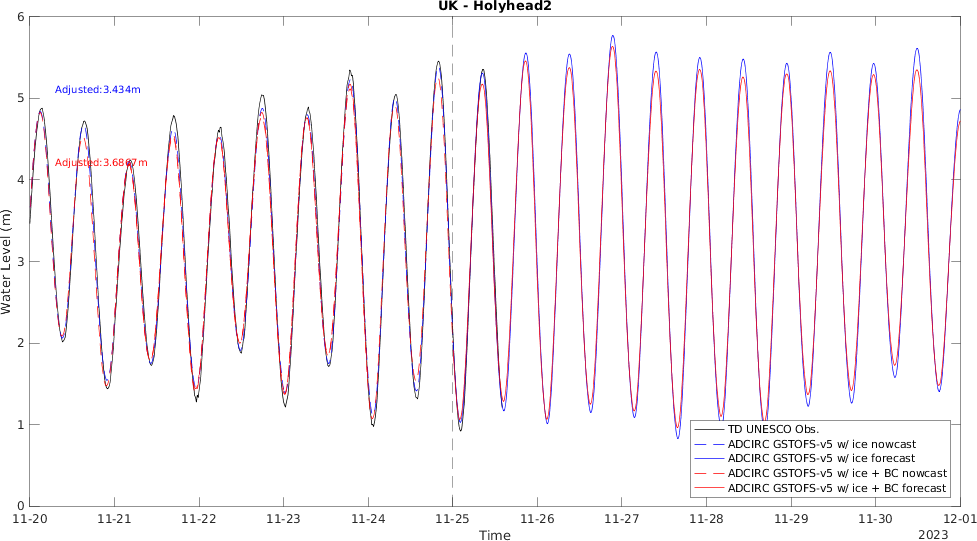 UK - Holyhead2
6
5
4
3
2
1
0
Water Level (m)
Adjusted:3.434m
Adjusted:3.6867m
TD UNESCO Obs.
ADCIRC GSTOFS-v5 w/ ice nowcast
ADCIRC GSTOFS-v5 w/ ice forecast
ADCIRC GSTOFS-v5 w/ ice + BC nowcast
ADCIRC GSTOFS-v5 w/ ice + BC forecast
11-20 11-21 11-22 11-23 11-24 11-25 11-26 11-27 11-28 11-29 11-30 12-01
Time
2023